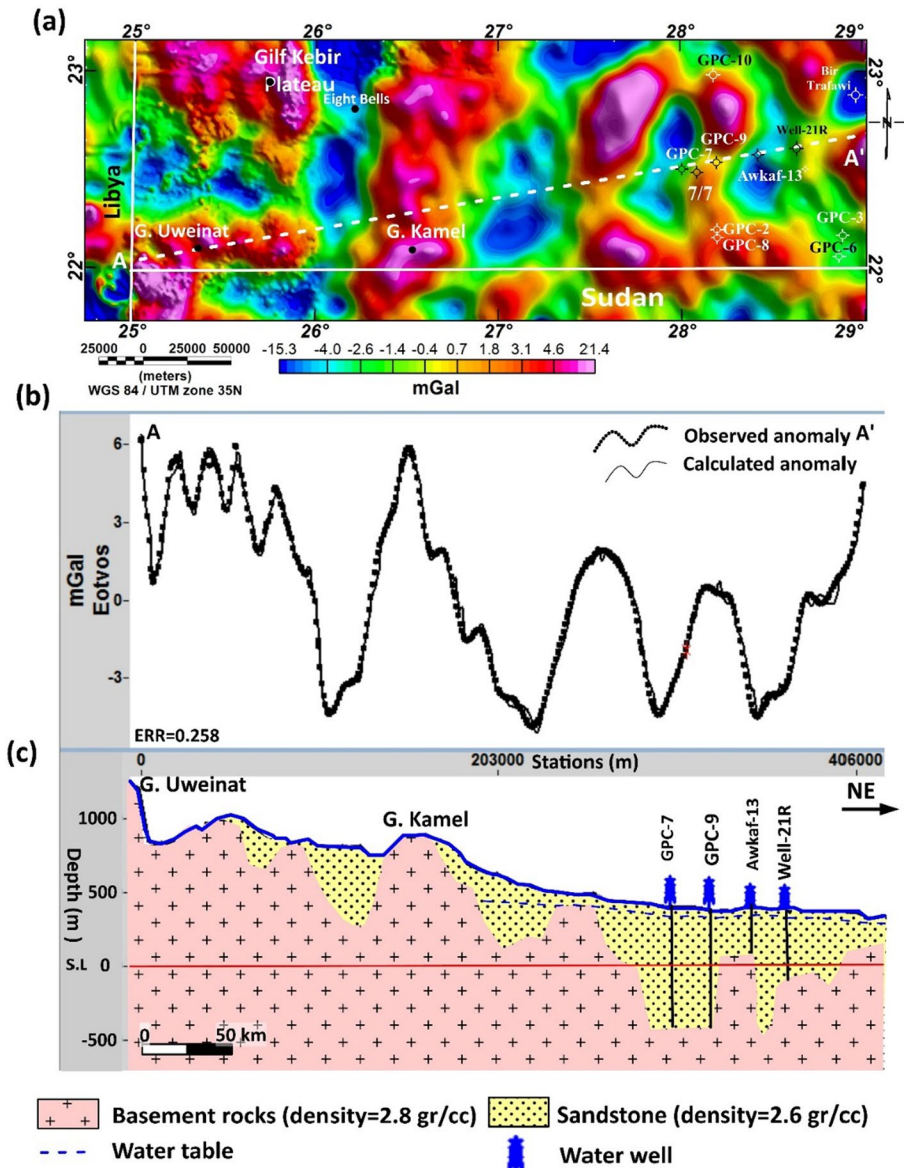 (a)
25° 26° 27° 28° 29°
23° Gilf Kebir GPC-10 Bir 23°
Plateau Trafawi
Eight Bells
N
Well-21R
GPC-9
GPC-7
A'
Libya
Awkaf-13
7/7
G. Uweinat G. Kamel GPC-2 GPC-3
GPC-8 GPC-6
A
22° 22°
Sudan
25° 26° 27° 28° 29°
25000 0 25000 50000
(meters)
WGS 84 / UTM zone 35N
-15.3 -4.0 -2.6 -1.4 -0.4 0.7 1.8 3.1 4.6 21.4
mGal
(b)
6 A Observed anomaly A'
Calculated anomaly
3
mGal
Eotvos
0
-3
ERR=0.258
(c)
0 203000 Stations (m) 406000
G. Uweinat NE
G. Kamel
GPC-7
GPC-9
Awkaf-13
Well-21R
1000
Depth (m)
500
T'S 0
-500
0 50 km
Basement rocks (density=2.8 gr/cc) Sandstone (density=2.6 gr/cc)
Water table Water well